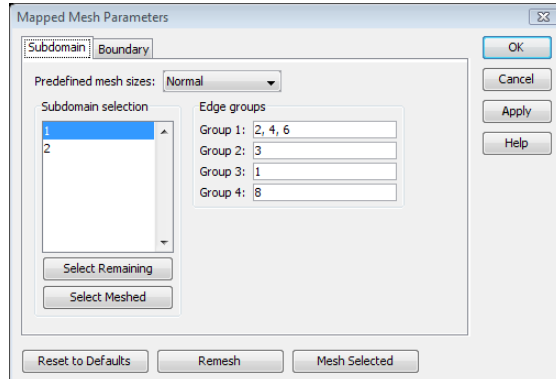 Mapped Mesh Parameters
Subdomain Boundary
OK
Predefined mesh sizes: Normal
Cancel
Subdomain selection
Edge groups
Apply
1
Group 1: 2, 4, 6
2
Group 2: 3
Help
Group 3: 1
Group 4: 8
Select Remaining
Select Meshed
Reset to Defaults Remesh Mesh Selected